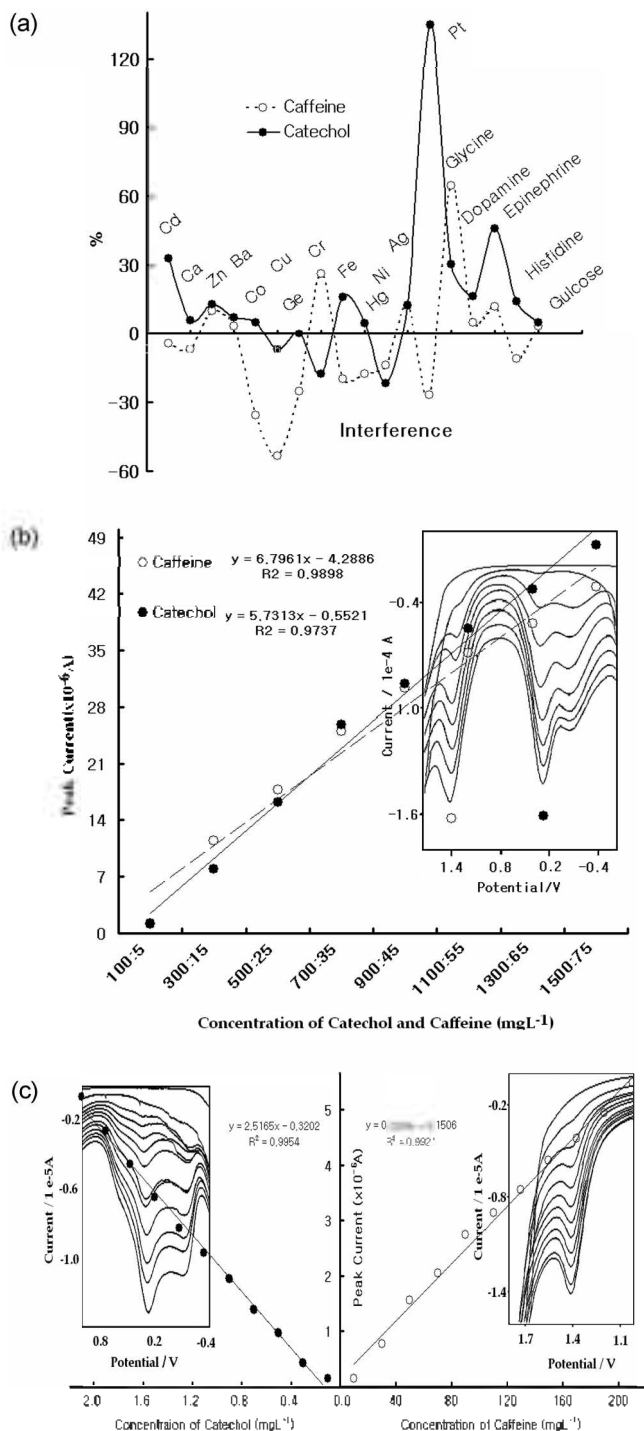 (a)
120
90
60
30
0
-30
-60
%
Caffeine
Catechol
Cd
Ca
Zn
Ba
Co
Cu
Ge
Cr
Fe
Hg
Ni
Ag
Pt
Glycine
Dopamine
Epinephrine
Histidine
Gulcose
Interference
(b)
49
42
35
28
21
14
7
0
Peak Current(x10-6A)
Caffeine
y = 6,7961x - 4,2886
R2 = 0,9898
Catechol
y = 5,7313x - 0,5521
R2 = 0,9737
-0.4
-1.0
-1.6
Current / 1e-4 A
1.4 0.8 0.2 -0.4
Potential/V
100:5 300:15 500:25 700:35 900:45 1100:55 1300:65 1500:75
Concentration of Catechol and Caffeine (mgL-1)
(c)
-0.2
-0.6
-1.0
Current / 1 e-5A
0.8 0.2 -0.4
Potential / V
y = 2,5165x - 0,3202
R² = 0,9954
5
4
3
2
1
Peak Current (x10-6A)
y = 0 1506
R² = 0,992
-0.2
-0.8
-1.4
Current / 1 e-5A
1.7 1.4 1.1
Potential / V
2.0 1.6 1.2 0.8 0.4
Concentraion of Catechol (mgL-1)
0 40 80 120 160 200
Concentration of Caffeine (mgL-1)